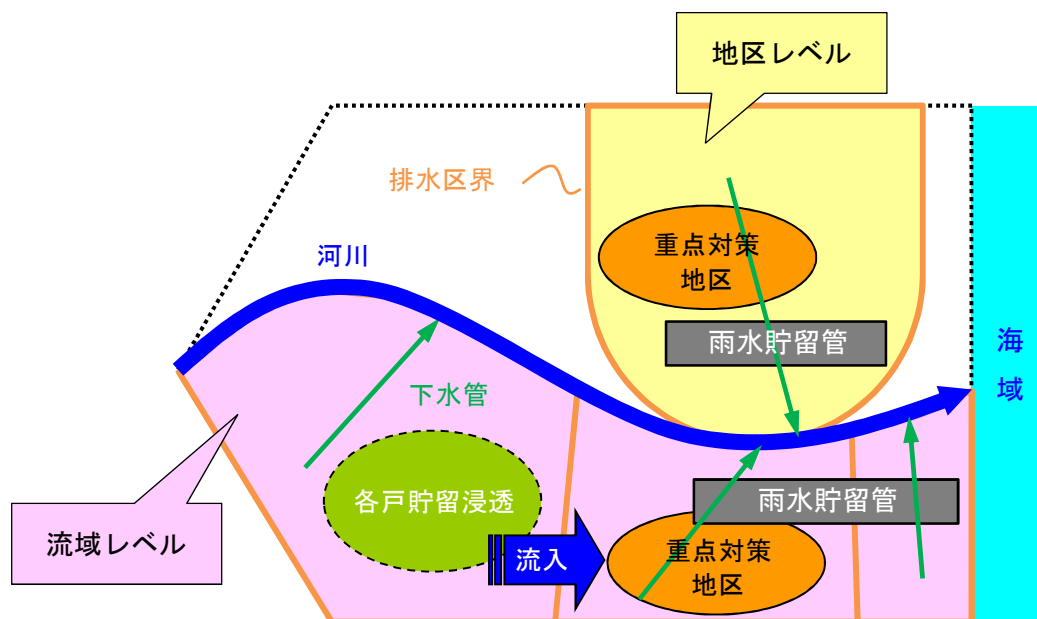 地区レベル
排水区界
重点対策
地区
河川
雨水貯留管
海
域
下水管
各戸貯留浸透
雨水貯留管
流域レベル
流入
重点対策
地区